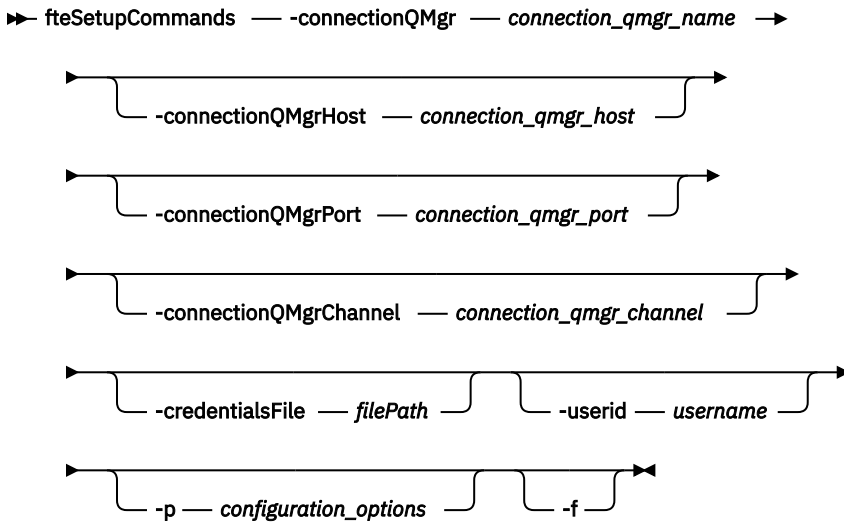 fteSetupCommands -connectionQMgr connection_qmgr_name
-connectionQMgrHost connection_qmgr_host
-connectionQMgrPort connection_qmgr_port
-connectionQMgrChannel connection_qmgr_channel
-credentialsFile filePath -userid username
-p configuration_options -f